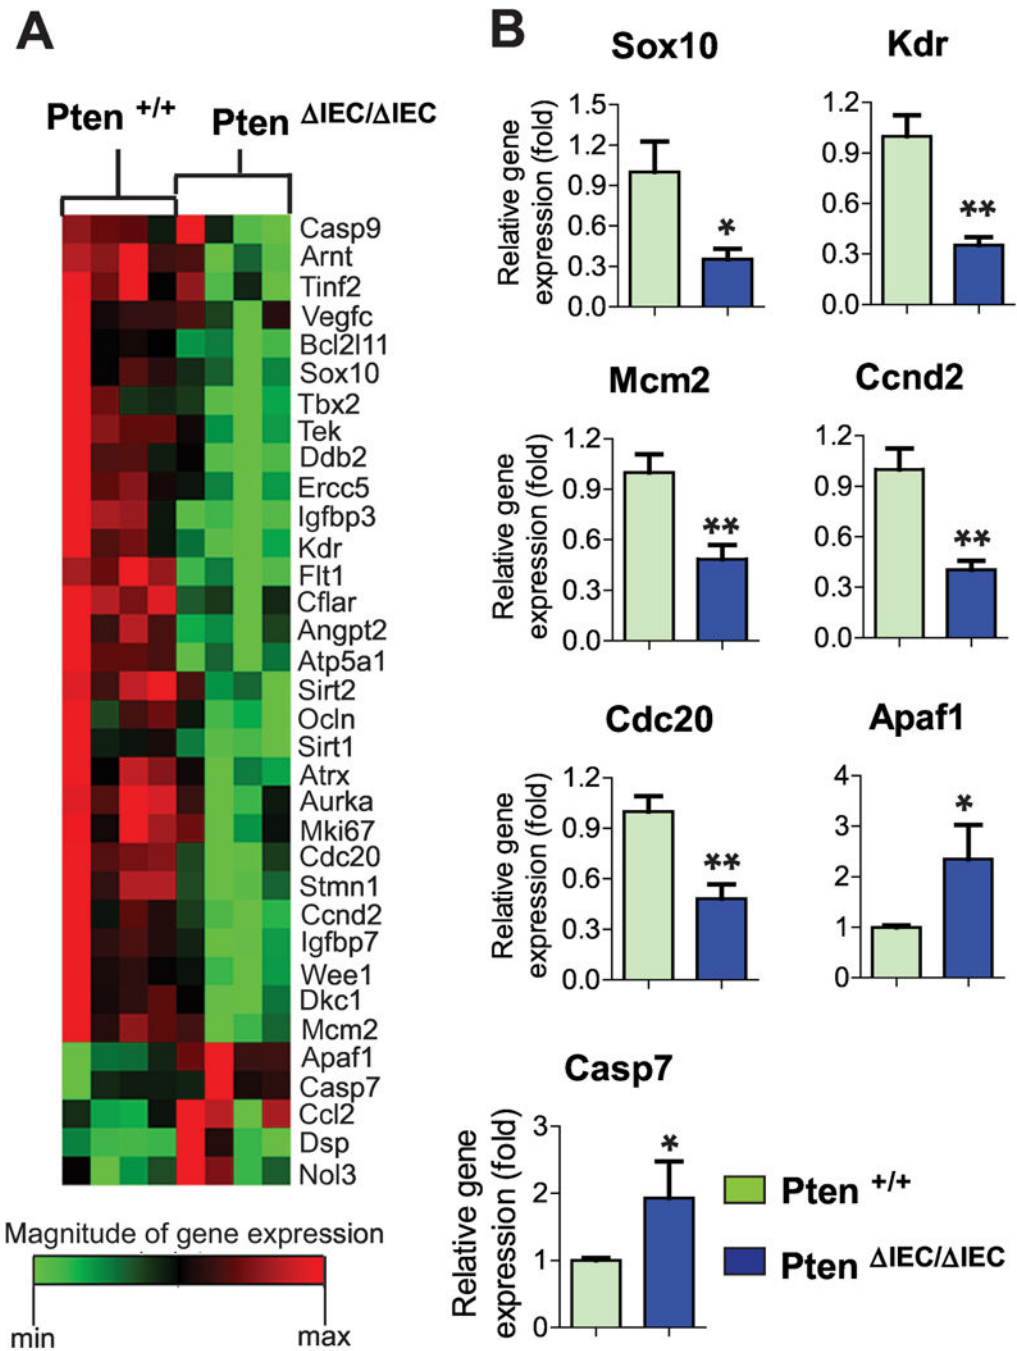 A
Pten +/+
Pten ΔIEC/ΔIEC
Casp9
Arnt
Tinf2
Vegfc
Bcl2l11
Sox10
Tbx2
Tek
Ddb2
Ercc5
Igfbp3
Kdr
Flt1
Cflar
Angpt2
Atp5a1
Sirt2
Ocln
Sirt1
Atrx
Aurka
Mki67
Cdc20
Stmn1
Ccnd2
Igfbp7
Wee1
Dkc1
Mcm2
Apaf1
Casp7
Ccl2
Dsp
Nol3
Magnitude of gene expression
min
max
B
Sox10
Relative gene
expression (fold)
1.5
1.2
0.9
0.6
0.3
0.0
*
Kdr
1.2
0.9
0.6
0.3
0.0
**
Mcm2
Relative gene
expression (fold)
1.2
0.9
0.6
0.3
0.0
**
Ccnd2
1.2
0.9
0.6
0.3
0.0
**
Cdc20
Relative gene
expression (fold)
1.2
0.9
0.6
0.3
0.0
**
Apaf1
4
3
2
1
0
*
Casp7
Relative gene
expression (fold)
3
2
1
0
*
Pten +/+
Pten ΔIEC/ΔIEC